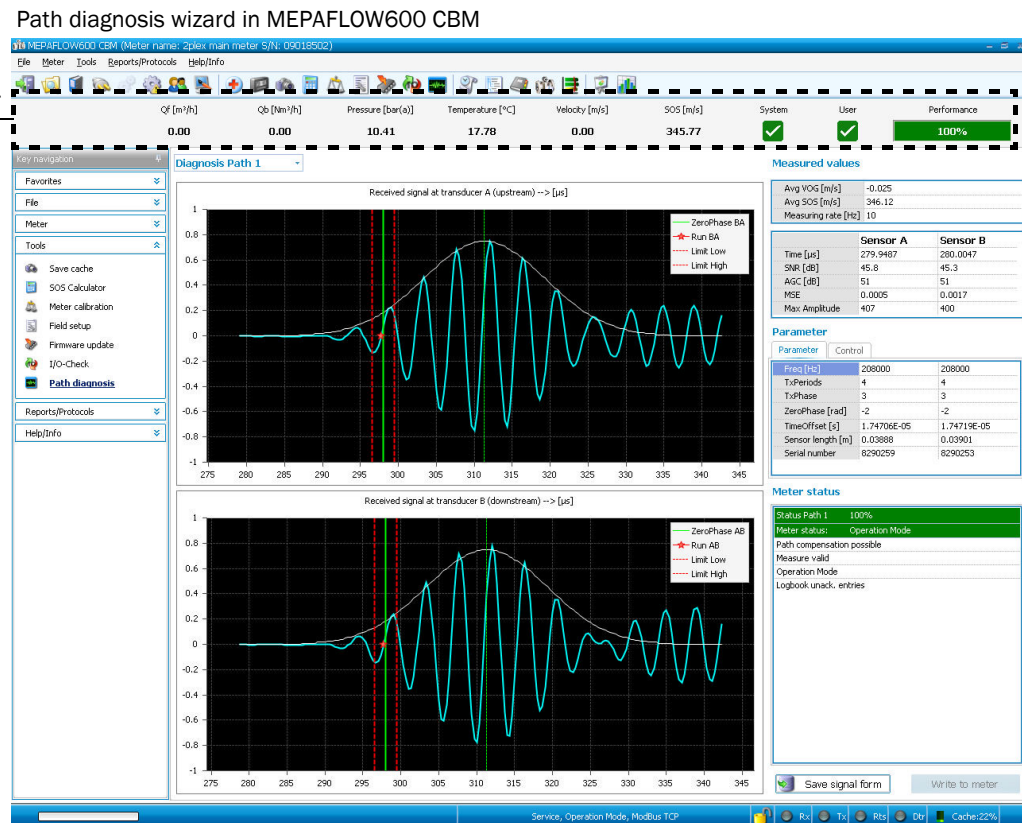 Path diagnosis wizard in MEPAFLOW600 CBM
MEPAFLOW600 CBM (Meter name: 2plex main meter S/N: 09018502)
File Meter Tools Reports/Protocols Help/Info
Qf [m³/h] Qb [Nm³/h] Pressure [bar(a)] Temperature [°C] Velocity [m/s] SOS [m/s] System User Performance
0.00 0.00 10.41 17.78 0.00 345.77 100%
Key navigation
Favorites
File
Meter
Tools
Save cache
SOS Calculator
Meter calibration
Field setup
Firmware update
I/O-Check
Path diagnosis
Reports/Protocols
Help/Info
Diagnosis Path 1
Received signal at transducer A (upstream) --> [µs]
1
0.8
0.6
0.4
0.2
0
-0.2
-0.4
-0.6
-0.8
-1
ZeroPhase BA
Run BA
Limit Low
Limit High
275 280 285 290 295 300 305 310 315 320 325 330 335 340 345
Received signal at transducer B (downstream) --> [µs]
1
0.8
0.6
0.4
0.2
0
-0.2
-0.4
-0.6
-0.8
-1
ZeroPhase AB
Run AB
Limit Low
Limit High
275 280 285 290 295 300 305 310 315 320 325 330 335 340 345
Measured values
Avg VOG [m/s] -0.025
Avg SOS [m/s] 346.12
Measuring rate [Hz] 10
Sensor A Sensor B
Time [µs] 279.9487 280.0047
SNR [dB] 45.8 45.3
AGC [dB] 51 51
MSE 0.0005 0.0017
Max Amplitude 407 400
Parameter
Parameter Control
Freq [Hz] 208000 208000
TxPeriods 4 4
TxPhase 3 3
ZeroPhase [rad] -2 -2
TimeOffset [s] 1.74706E-05 1.74719E-05
Sensor length [m] 0.03888 0.03901
Serial number 8290259 8290253
Meter status
Status Path 1 100%
Meter status: Operation Mode
Path compensation possible
Measure valid
Operation Mode
Logbook unack. entries
Save signal form Write to meter
Service, Operation Mode, ModBus TCP Rx Tx Rts Dtr Cache:22%